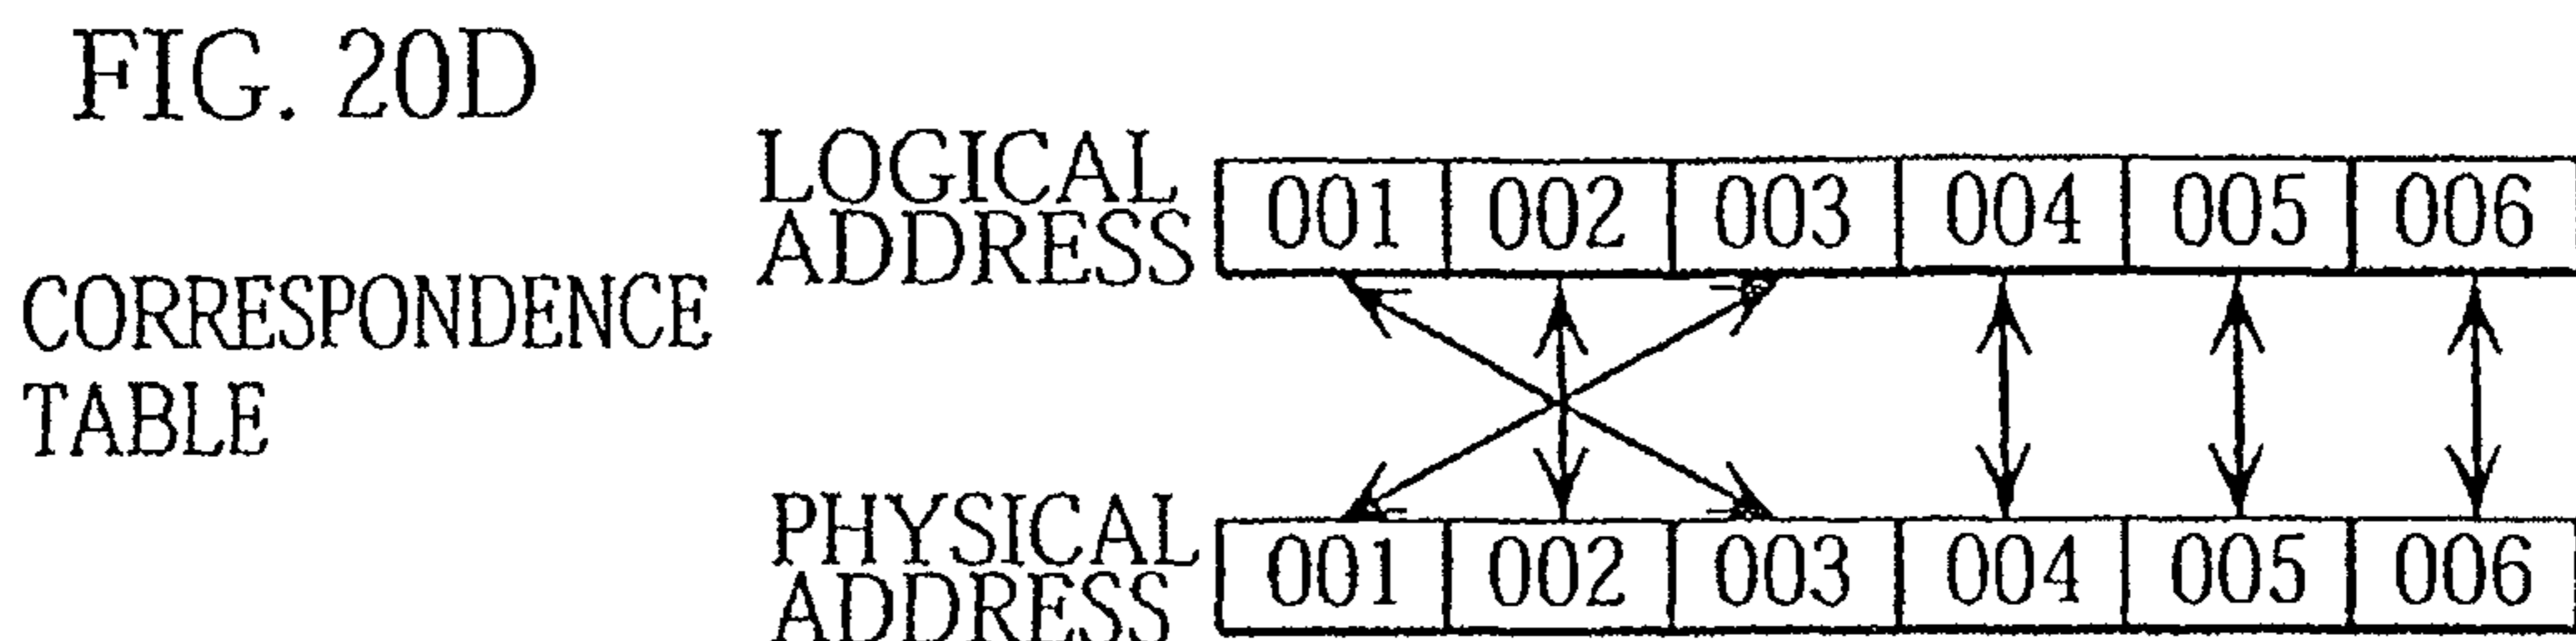 FIG. 20D
LOGICAL
ADDRESS
001 002 003 004 005 006
CORRESPONDENCE
TABLE
PHYSICAL
ADDRESS
001 002 003 004 005 006